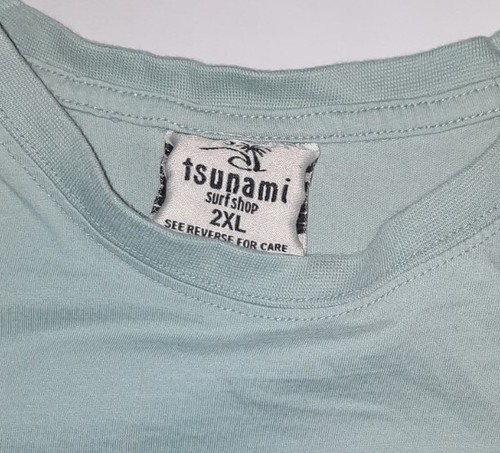 tsunami
surf shop
2XL
SEE REVERSE FOR CARE